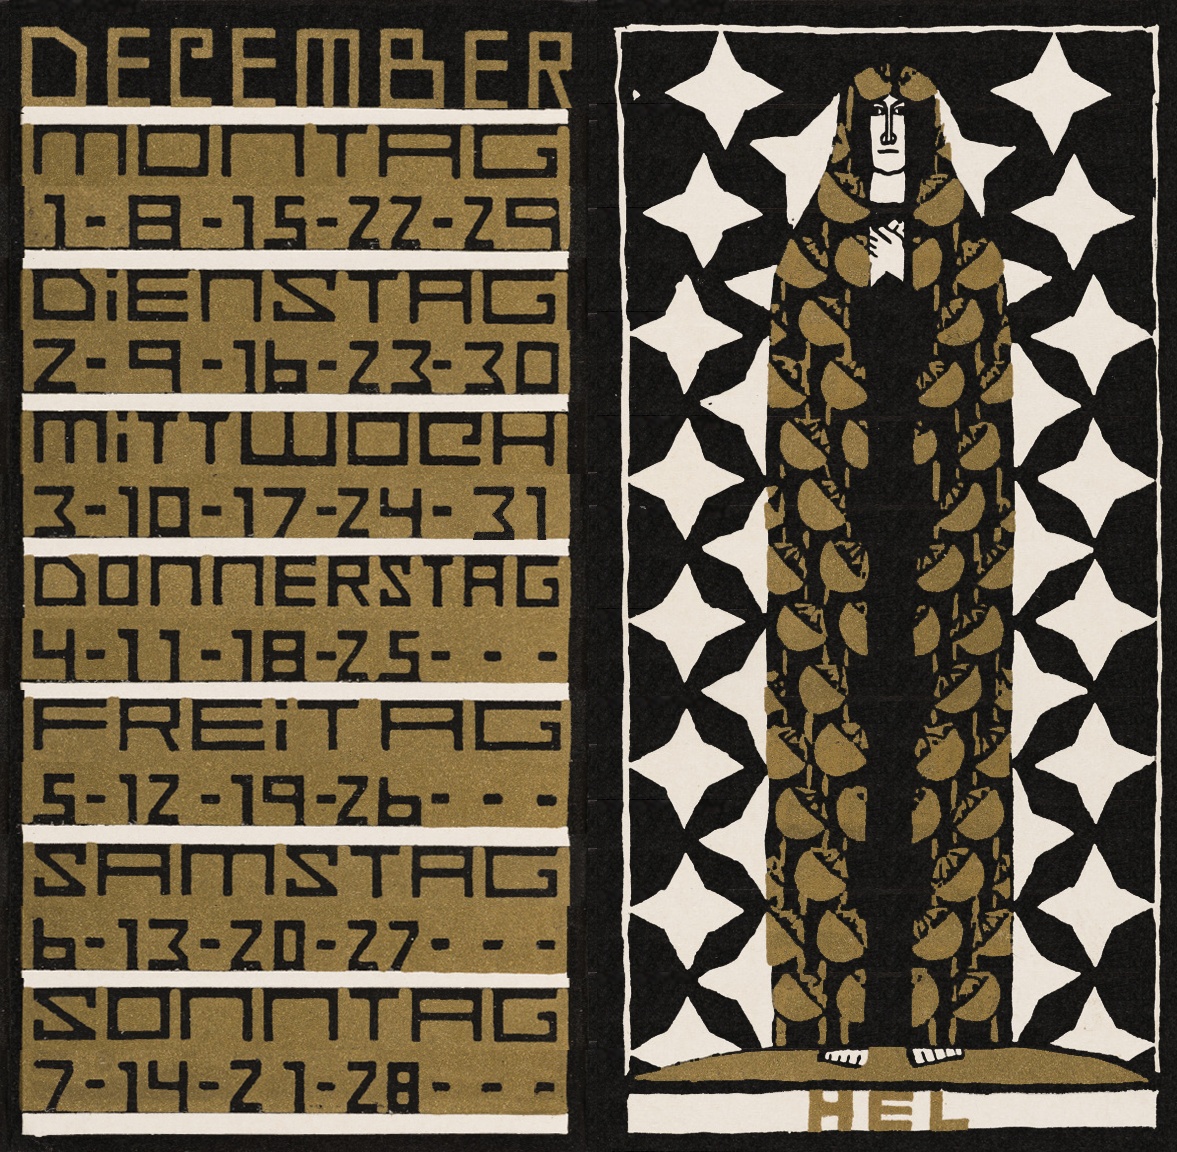 DECEMBER
MONTAG
1-8-15-22-29
DiENSTAG
2-9-16-23-30
MiTTWOCH
3-10-17-24-31
DONNERSTAG
4-11-18-25- - -
FREiTAG
5-12-19-26- - -
SAMSTAG
6-13-20-27- - -
SONNTAG
7-14-21-28- - -
HEL